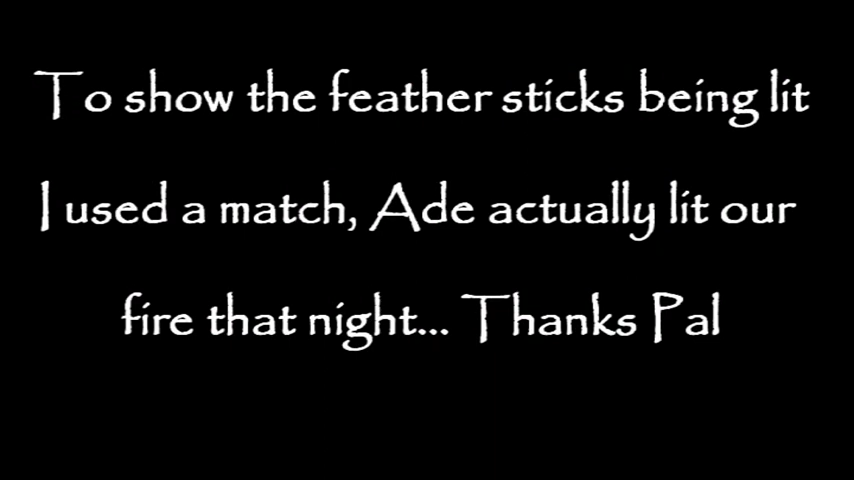 To show the feather sticks being lit
I used a match, Ade actually lit our
fire that night... Thanks Pal